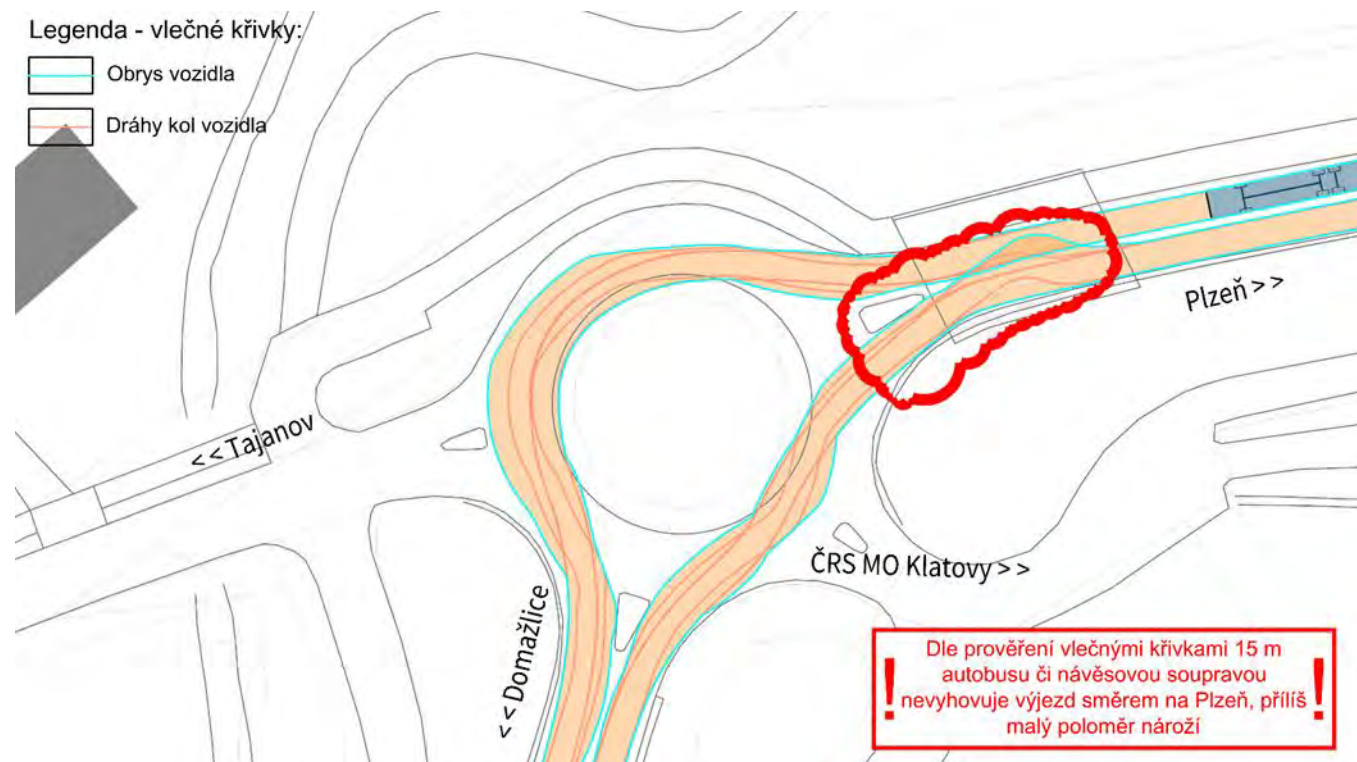 Legenda - vlečné křivky:
Obrys vozidla
Dráhy kol vozidla
Plzeň >>
<< Tajanov
ČRS MO Klatovy >>
<< Domažlice
! Dle prověření vlečnými křivkami 15 m !
autobusu či návěsovou soupravou
nevyhovuje výjezd směrem na Plzeň, přílíš
malý poloměr nároží